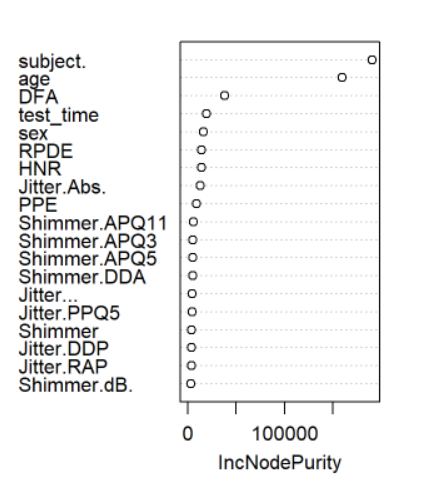 subject.
age
DFA
test_time
sex
RPDE
HNR
Jitter.Abs.
PPE
Shimmer.APQ11
Shimmer.APQ3
Shimmer.APQ5
Shimmer.DDA
Jitter...
Jitter.PPQ5
Shimmer
Jitter.DDP
Jitter.RAP
Shimmer.dB.
0 100000
IncNodePurity